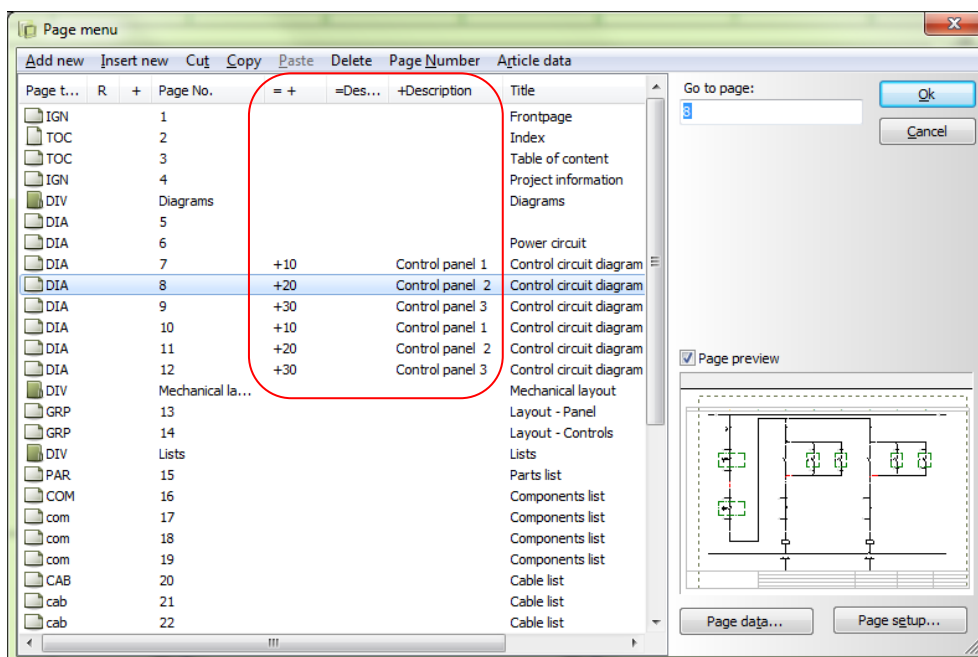 Page menu
Add new Insert new Cut Copy Paste Delete Page Number Article data
Page t... R + Page No. = + =Des... +Description Title
IGN 1 Frontpage
TOC 2 Index
TOC 3 Table of content
IGN 4 Project information
DIV Diagrams Diagrams
DIA 5
DIA 6 Power circuit
DIA 7 +10 Control panel 1 Control circuit diagram
DIA 8 +20 Control panel 2 Control circuit diagram
DIA 9 +30 Control panel 3 Control circuit diagram
DIA 10 +10 Control panel 1 Control circuit diagram
DIA 11 +20 Control panel 2 Control circuit diagram
DIA 12 +30 Control panel 3 Control circuit diagram
DIV Mechanical la... Mechanical layout
GRP 13 Layout - Panel
GRP 14 Layout - Controls
DIV Lists Lists
PAR 15 Parts list
COM 16 Components list
com 17 Components list
com 18 Components list
com 19 Components list
CAB 20 Cable list
cab 21 Cable list
cab 22 Cable list
Go to page:
8
Ok
Cancel
Page preview
Page data... Page setup...